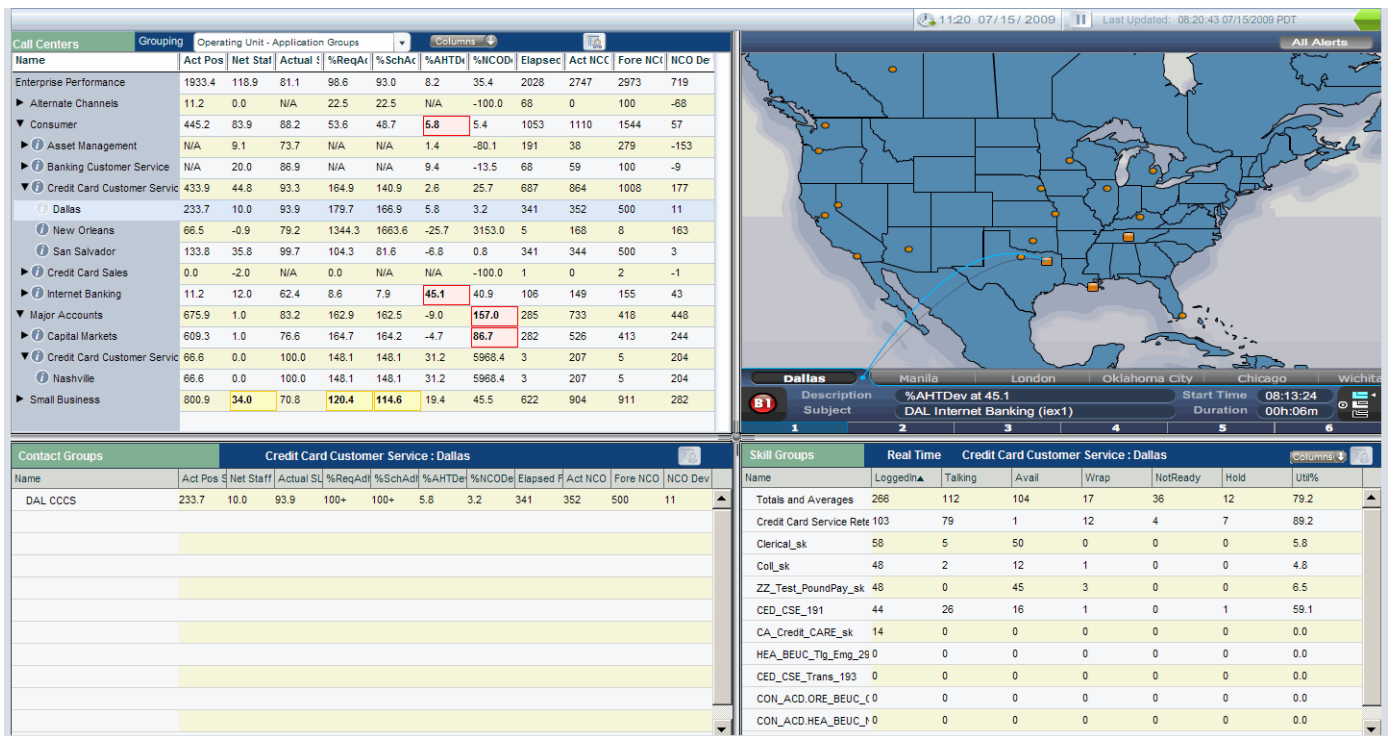 11:20 07/15/2009 Last Updated: 08:20:43 07/15/2009 PDT
Call Centers Grouping Operating Unit - Application Groups Columns
All Alerts
Name Act Pos Net Staf Actual S %ReqAc %SchAc %AHTDe %NCODe Elapsec Act NCC Fore NC( NCO De
Enterprise Performance 1933.4 118.9 81.1 98.6 93.0 8.2 35.4 2028 2747 2973 719
Alternate Channels 11.2 0.0 N/A 22.5 22.5 N/A -100.0 68 0 100 -68
Consumer 445.2 83.9 88.2 53.6 48.7 5.8 5.4 1053 1110 1544 57
Asset Management N/A 9.1 73.7 N/A N/A 1.4 -80.1 191 38 279 -153
Banking Customer Service N/A 20.0 86.9 N/A N/A 9.4 -13.5 68 59 100 -9
Credit Card Customer Servic 433.9 44.8 93.3 164.9 140.9 2.6 25.7 687 864 1008 177
Dallas 233.7 10.0 93.9 179.7 166.9 5.8 3.2 341 352 500 11
New Orleans 66.5 -0.9 79.2 1344.3 1663.6 -25.7 3153.0 5 168 8 163
San Salvador 133.8 35.8 99.7 104.3 81.6 -6.8 0.8 341 344 500 3
Credit Card Sales 0.0 -2.0 N/A 0.0 N/A N/A -100.0 1 0 2 -1
Internet Banking 11.2 12.0 62.4 8.6 7.9 45.1 40.9 106 149 155 43
Major Accounts 675.9 1.0 83.2 162.9 162.5 -9.0 157.0 285 733 418 448
Capital Markets 609.3 1.0 76.6 164.7 164.2 -4.7 86.7 282 526 413 244
Credit Card Customer Servic 66.6 0.0 100.0 148.1 148.1 31.2 5968.4 3 207 5 204
Nashville 66.6 0.0 100.0 148.1 148.1 31.2 5968.4 3 207 5 204
Small Business 800.9 34.0 70.8 120.4 114.6 19.4 45.5 622 904 911 282
Dallas Manila London Oklahoma City Chicago Wichita
B1 Description %AHTDev at 45.1 Start Time 08:13:24
Subject DAL Internet Banking (iex1) Duration 00h:06m
1 2 3 4 5 6
Contact Groups Credit Card Customer Service : Dallas
Name Act Pos S Net Staff Actual SL %ReqAdh %SchAdh %AHTDev %NCODe Elapsed F Act NCO Fore NCO NCO Dev
DAL CCCS 233.7 10.0 93.9 100+ 100+ 5.8 3.2 341 352 500 11
Skill Groups Real Time Credit Card Customer Service : Dallas Columns
Name LoggedIn Talking Avail Wrap NotReady Hold Util%
Totals and Averages 266 112 104 17 36 12 79.2
Credit Card Service Rete 103 79 1 12 4 7 89.2
Clerical_sk 58 5 50 0 0 0 5.8
Coll_sk 48 2 12 1 0 0 4.8
ZZ_Test_PoundPay_sk 48 0 45 3 0 0 6.5
CED_CSE_191 44 26 16 1 0 1 59.1
CA_Credit_CARE_sk 14 0 0 0 0 0 0.0
HEA_BEUC_Tlg_Emg_29 0 0 0 0 0 0 0.0
CED_CSE_Trans_193 0 0 0 0 0 0 0.0
CON_ACD.ORE_BEUC_( 0 0 0 0 0 0 0.0
CON_ACD.HEA_BEUC_N 0 0 0 0 0 0 0.0